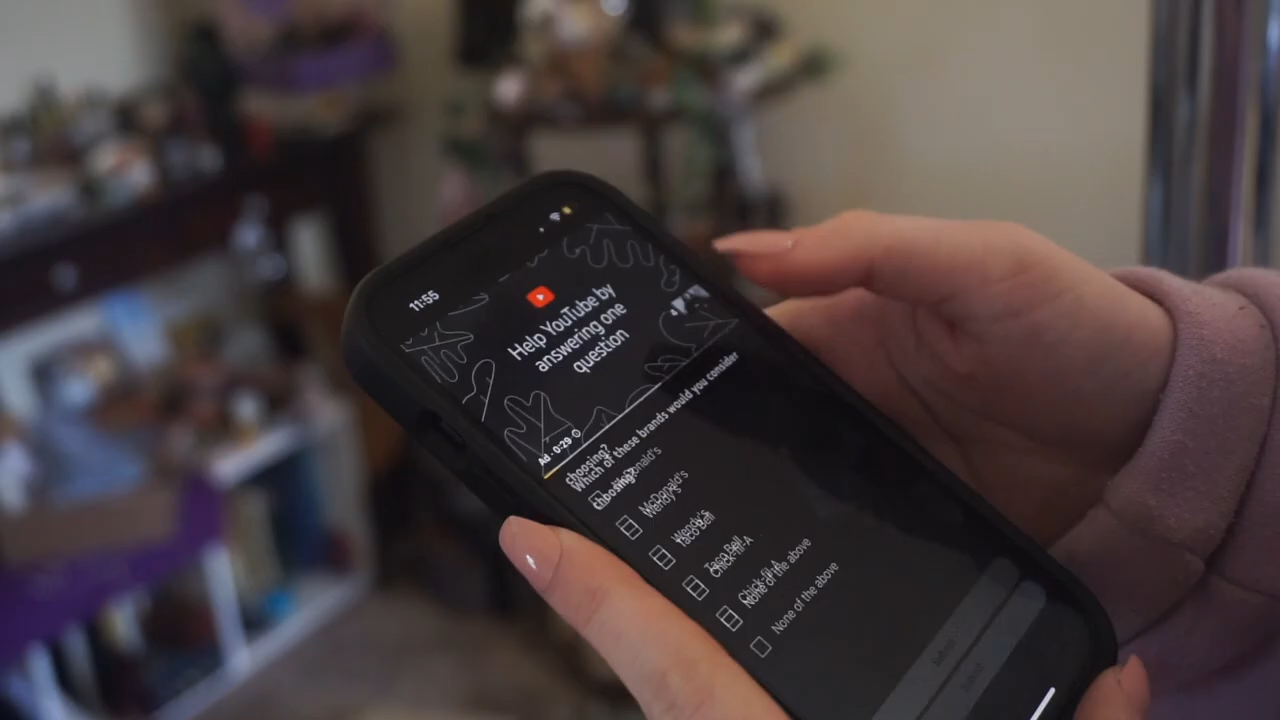 11:55
Help YouTube by
answering one
question
Ad - 0:29
Which of these brands would you consider
choosing?
McDonald's
Wendy's
Taco Bell
Chick-fil-A
None of the above